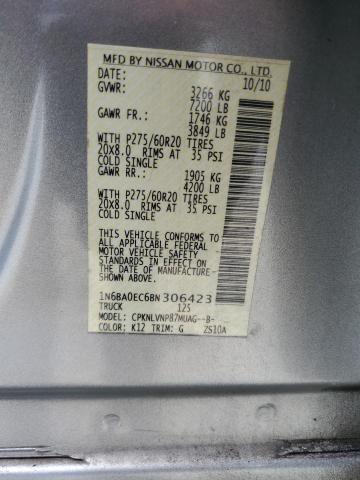 MFD BY NISSAN MOTOR CO., LTD.
DATE: 10/10
GVWR: 3266 KG
7200 LB
GAWR FR.: 1746 KG
3849 LB
WITH P275/60R20 TIRES
20X8.0 RIMS AT 35 PSI
COLD SINGLE
GAWR RR.: 1905 KG
4200 LB
WITH P275/60R20 TIRES
20X8.0 RIMS AT 35 PSI
COLD SINGLE
THIS VEHICLE CONFORMS TO
ALL APPLICABLE FEDERAL
MOTOR VEHICLE SAFETY
STANDARDS IN EFFECT ON THE
DATE OF MANUFACTURE
1N6BA0EC6BN306423
TRUCK 125
MODEL: CPKNLVNP87MUAG--B-
COLOR: K12 TRIM: G ZS10A